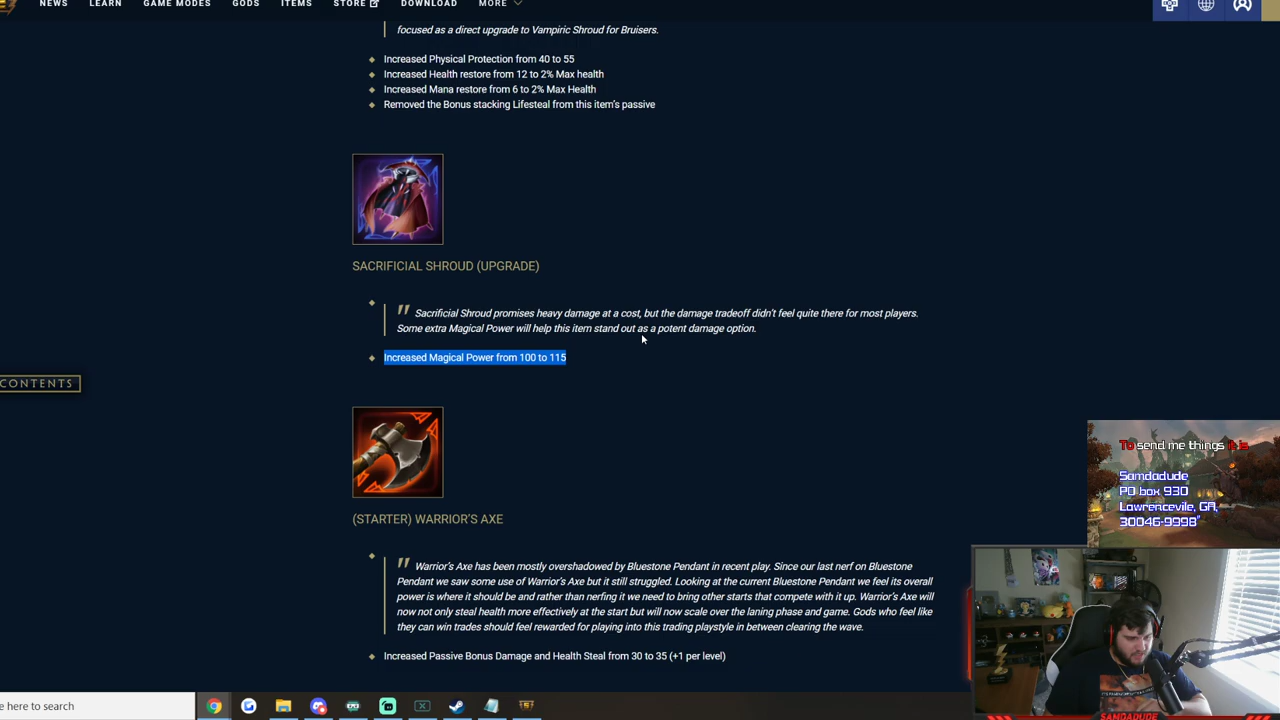 NEWS LEARN GAME MODES GODS ITEMS STORE DOWNLOAD MORE
focused as a direct upgrade to Vampiric Shroud for Bruisers.
Increased Physical Protection from 40 to 55
Increased Health restore from 12 to 2% Max health
Increased Mana restore from 6 to 2% Max Health
Removed the Bonus stacking Lifesteal from this item's passive
SACRIFICIAL SHROUD (UPGRADE)
" Sacrificial Shroud promises heavy damage at a cost, but the damage tradeoff didn't feel quite there for most players.
Some extra Magical Power will help this item stand out as a potent damage option.
Increased Magical Power from 100 to 115
CONTENTS
(STARTER) WARRIOR'S AXE
" Warrior's Axe has been mostly overshadowed by Bluestone Pendant in recent play. Since our last nerf on Bluestone
Pendant we saw some use of Warrior's Axe but it still struggled. Looking at the current Bluestone Pendant we feel its overall
power is where it should be and rather than nerfing it we need to bring other starts that compete with it up. Warrior's Axe will
now not only steal health more effectively at the start but will now scale over the laning phase and game. Gods who feel like
they can win trades should feel rewarded for playing into this trading playstyle in between clearing the wave.
Increased Passive Bonus Damage and Health Steal from 30 to 35 (+1 per level)
To send me things it is
Samdadude
PO box 930
Lawrencevile, GA,
30046-9998"
SAMDADUDE
e here to search